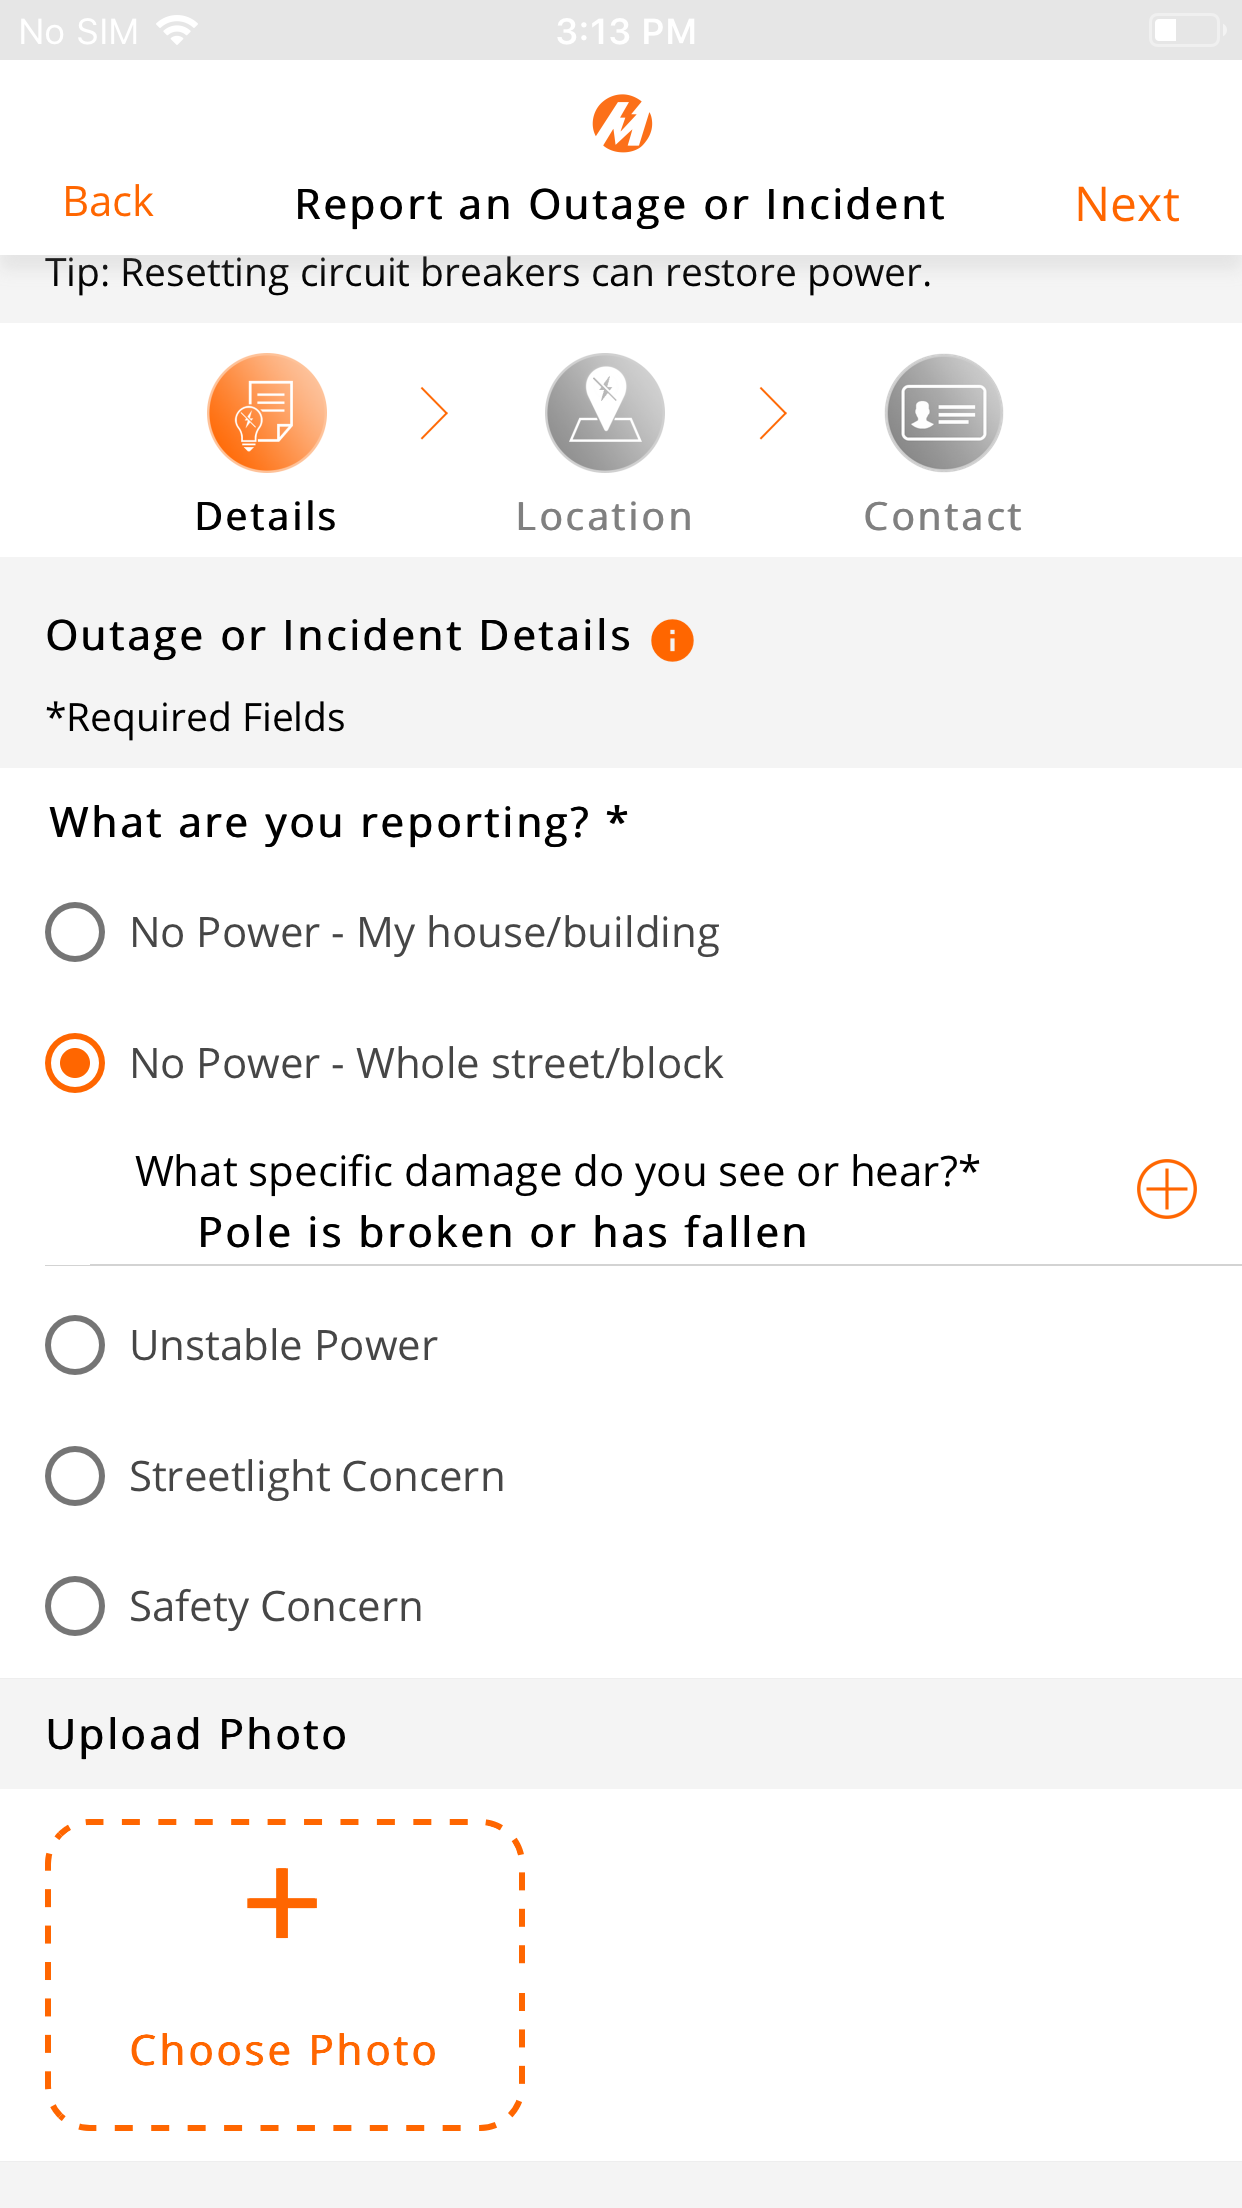 No SIM
3:13 PM
Back
Report an Outage or Incident
Next
Tip: Resetting circuit breakers can restore power.
Details
Location
Contact
Outage or Incident Details
*Required Fields
What are you reporting? *
No Power - My house/building
No Power - Whole street/block
What specific damage do you see or hear?*
Pole is broken or has fallen
Unstable Power
Streetlight Concern
Safety Concern
Upload Photo
Choose Photo